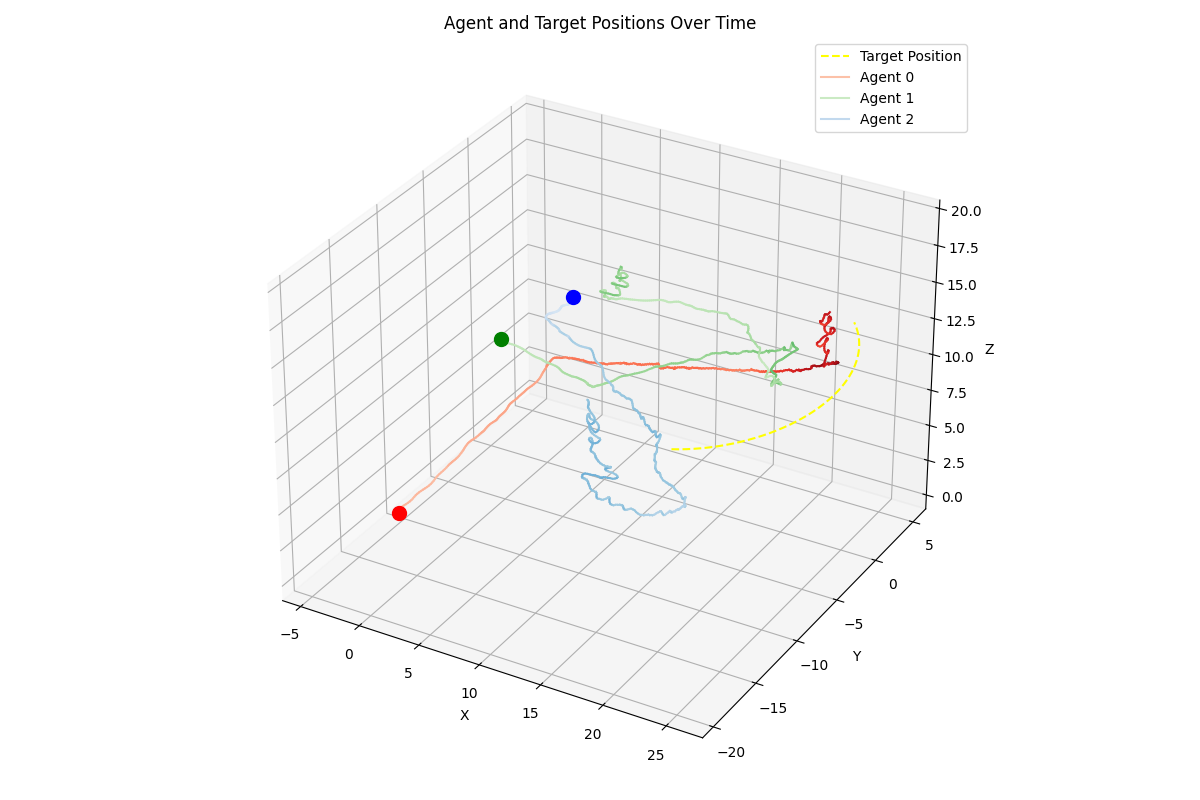 Agent and Target Positions Over Time
Target Position
Agent 0
Agent 1
Agent 2
20.0
17.5
15.0
12.5
10.0
7.5
5.0
2.5
0.0
Z
5
0
−5
−10
−15
−20
Y
−5
0
5
10
15
20
25
X